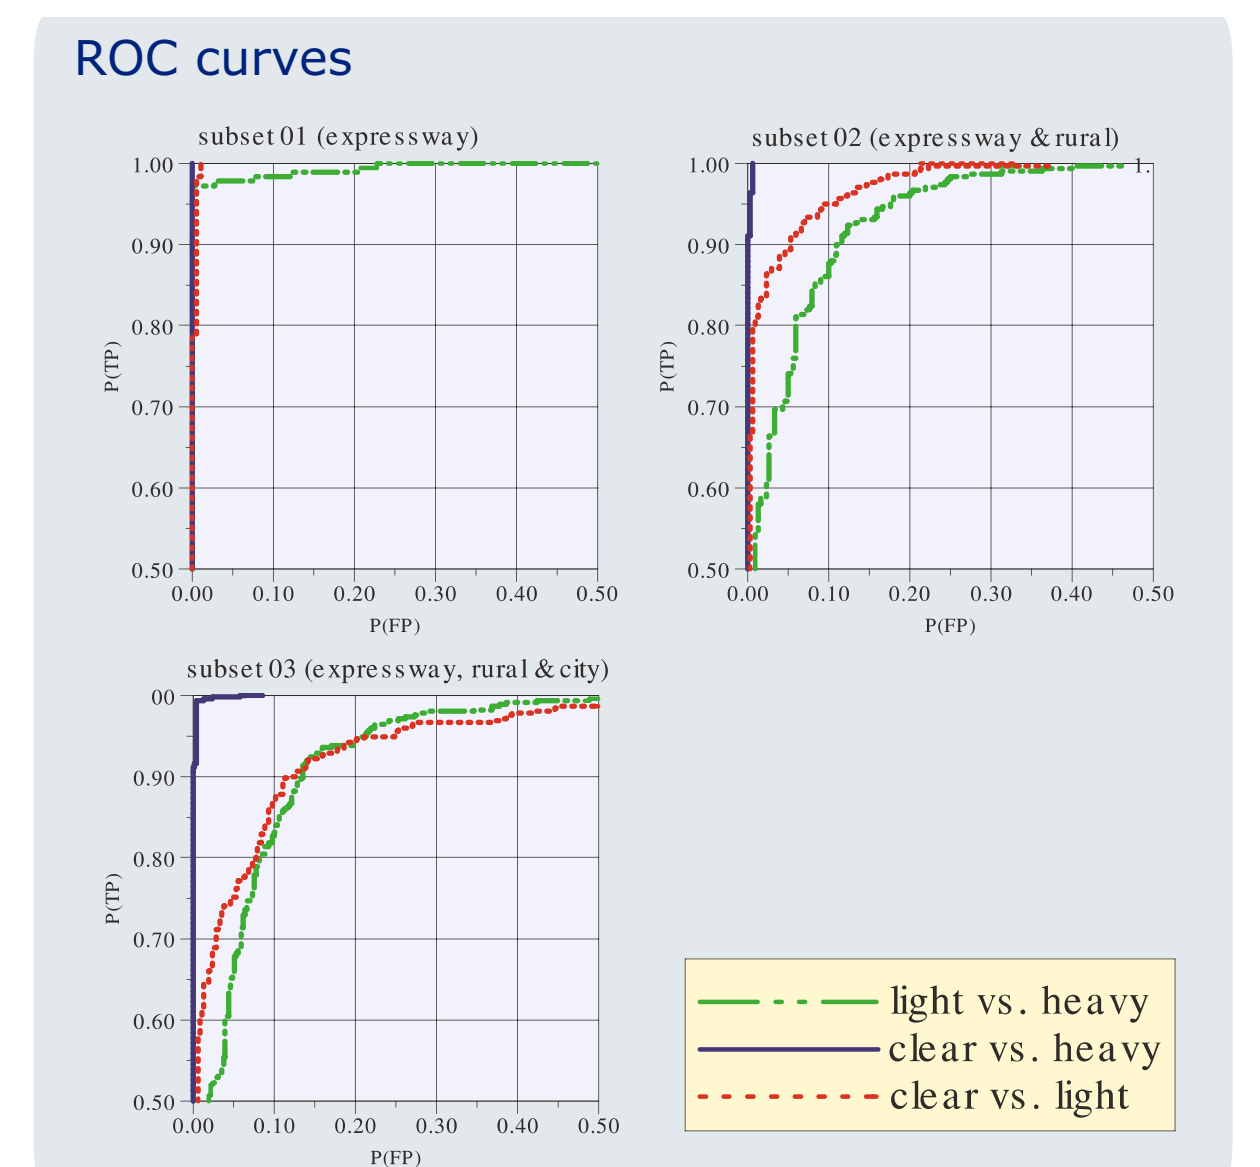 ROC curves
subset 01 (expressway)
1.00
0.90
0.80
0.70
0.60
0.50
P(TP)
0.00 0.10 0.20 0.30 0.40 0.50
P(FP)
subset 02 (expressway & rural)
1.00
0.90
0.80
0.70
0.60
0.50
1.
P(TP)
0.00 0.10 0.20 0.30 0.40 0.50
P(FP)
subset 03 (expressway, rural & city)
00
0.90
0.80
0.70
0.60
0.50
P(TP)
0.00 0.10 0.20 0.30 0.40 0.50
P(FP)
light vs. heavy
clear vs. heavy
clear vs. light